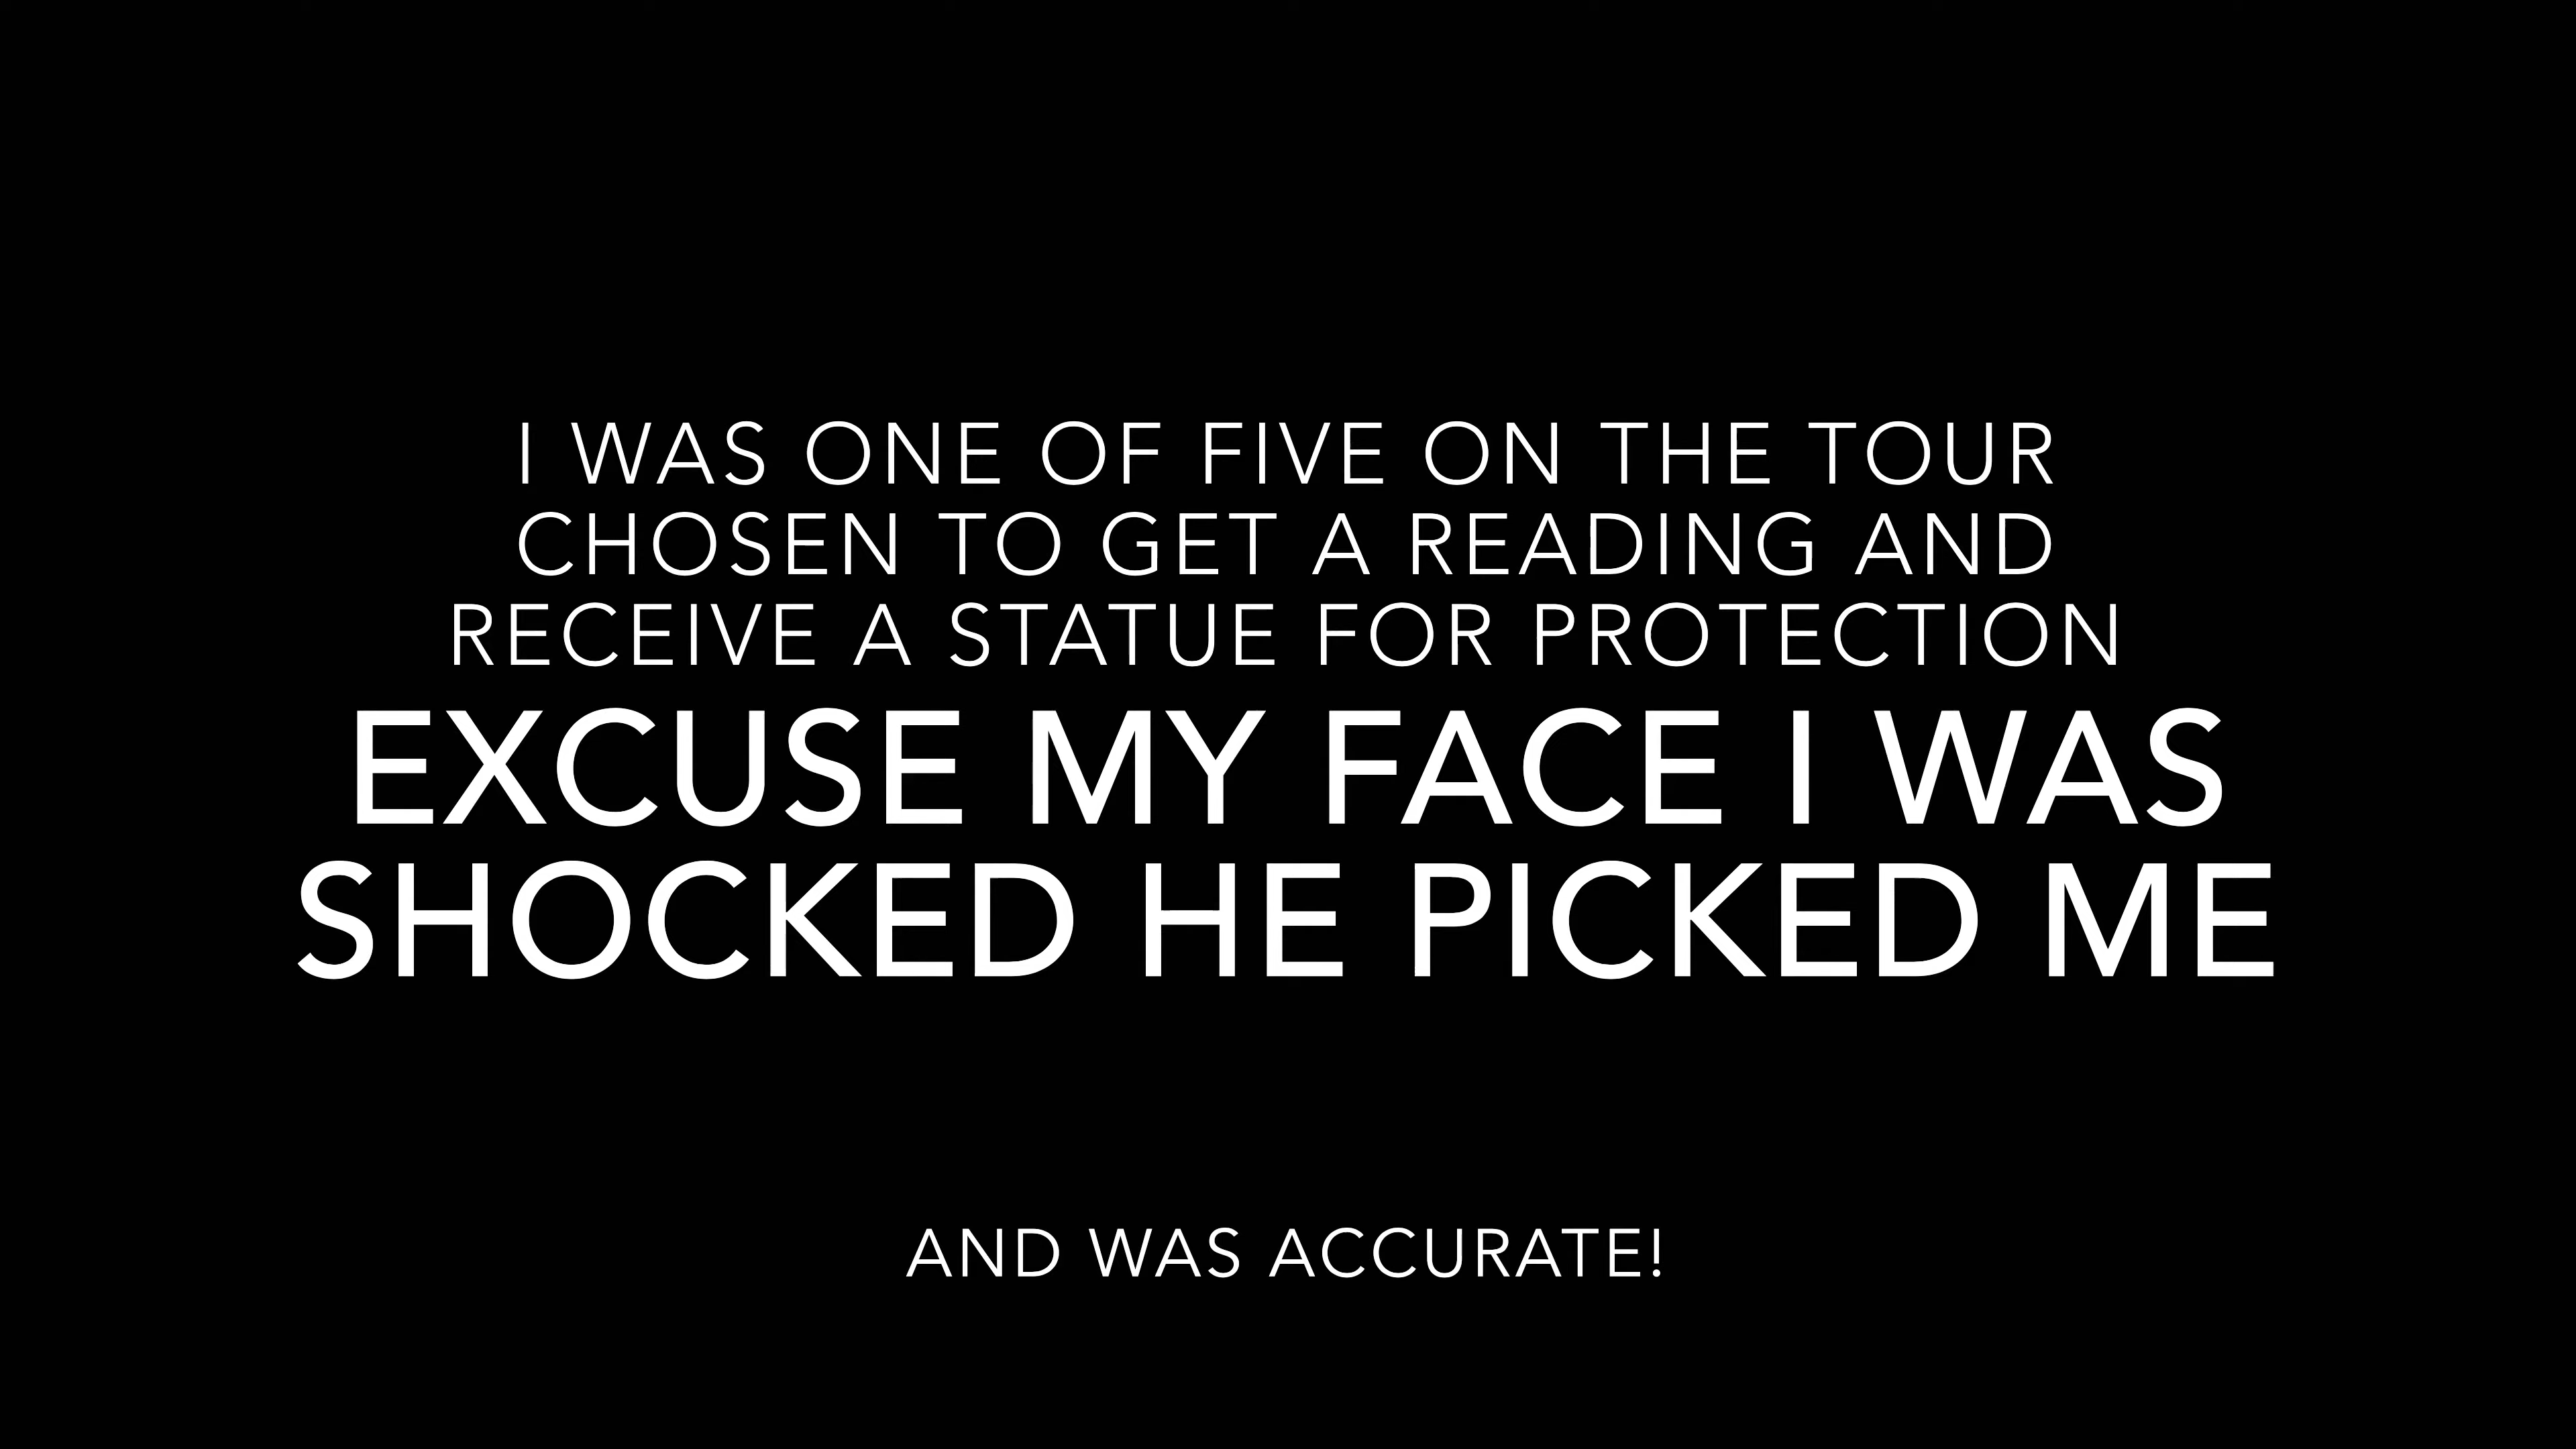 I WAS ONE OF FIVE ON THE TOUR
CHOSEN TO GET A READING AND
RECEIVE A STATUE FOR PROTECTION
EXCUSE MY FACE I WAS
SHOCKED HE PICKED ME
AND WAS ACCURATE!